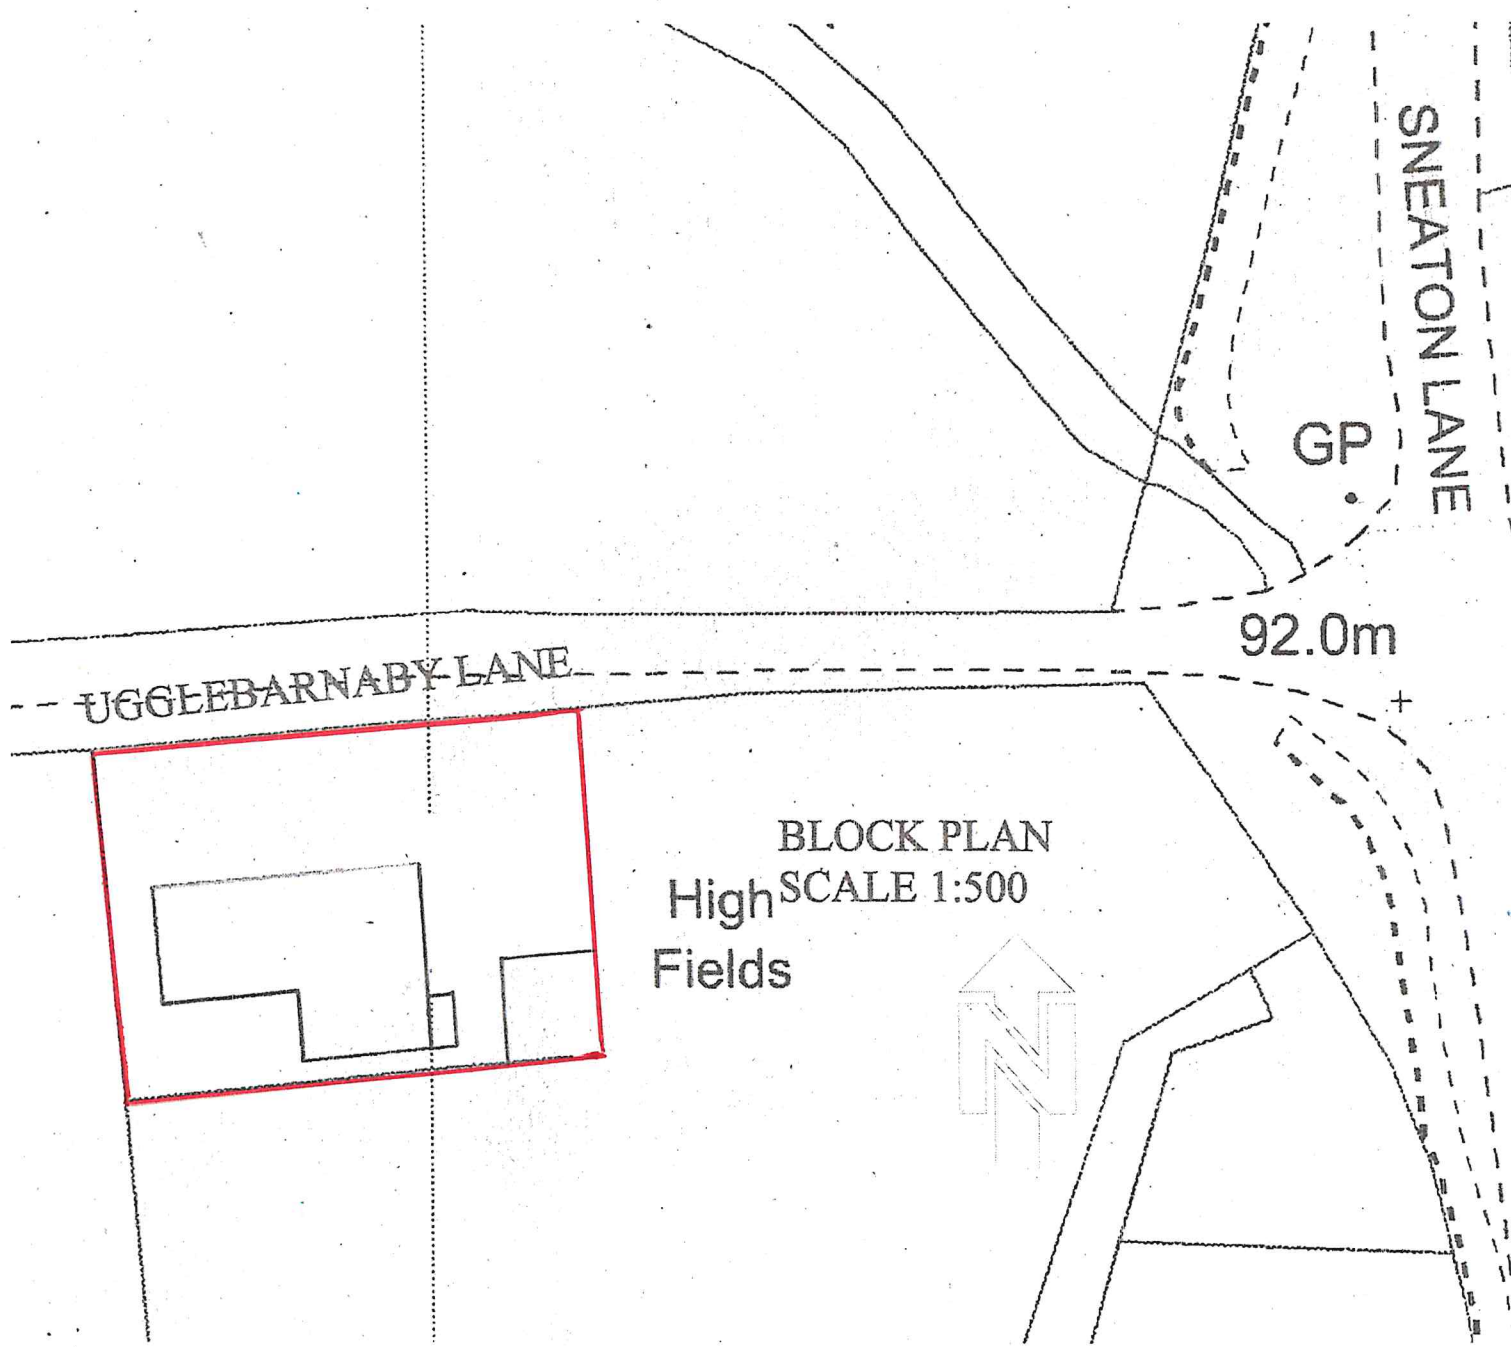 SNEATON LANE
GP
92.0m
UGGLEBARNABY LANE
BLOCK PLAN
SCALE 1:500
High
Fields
N